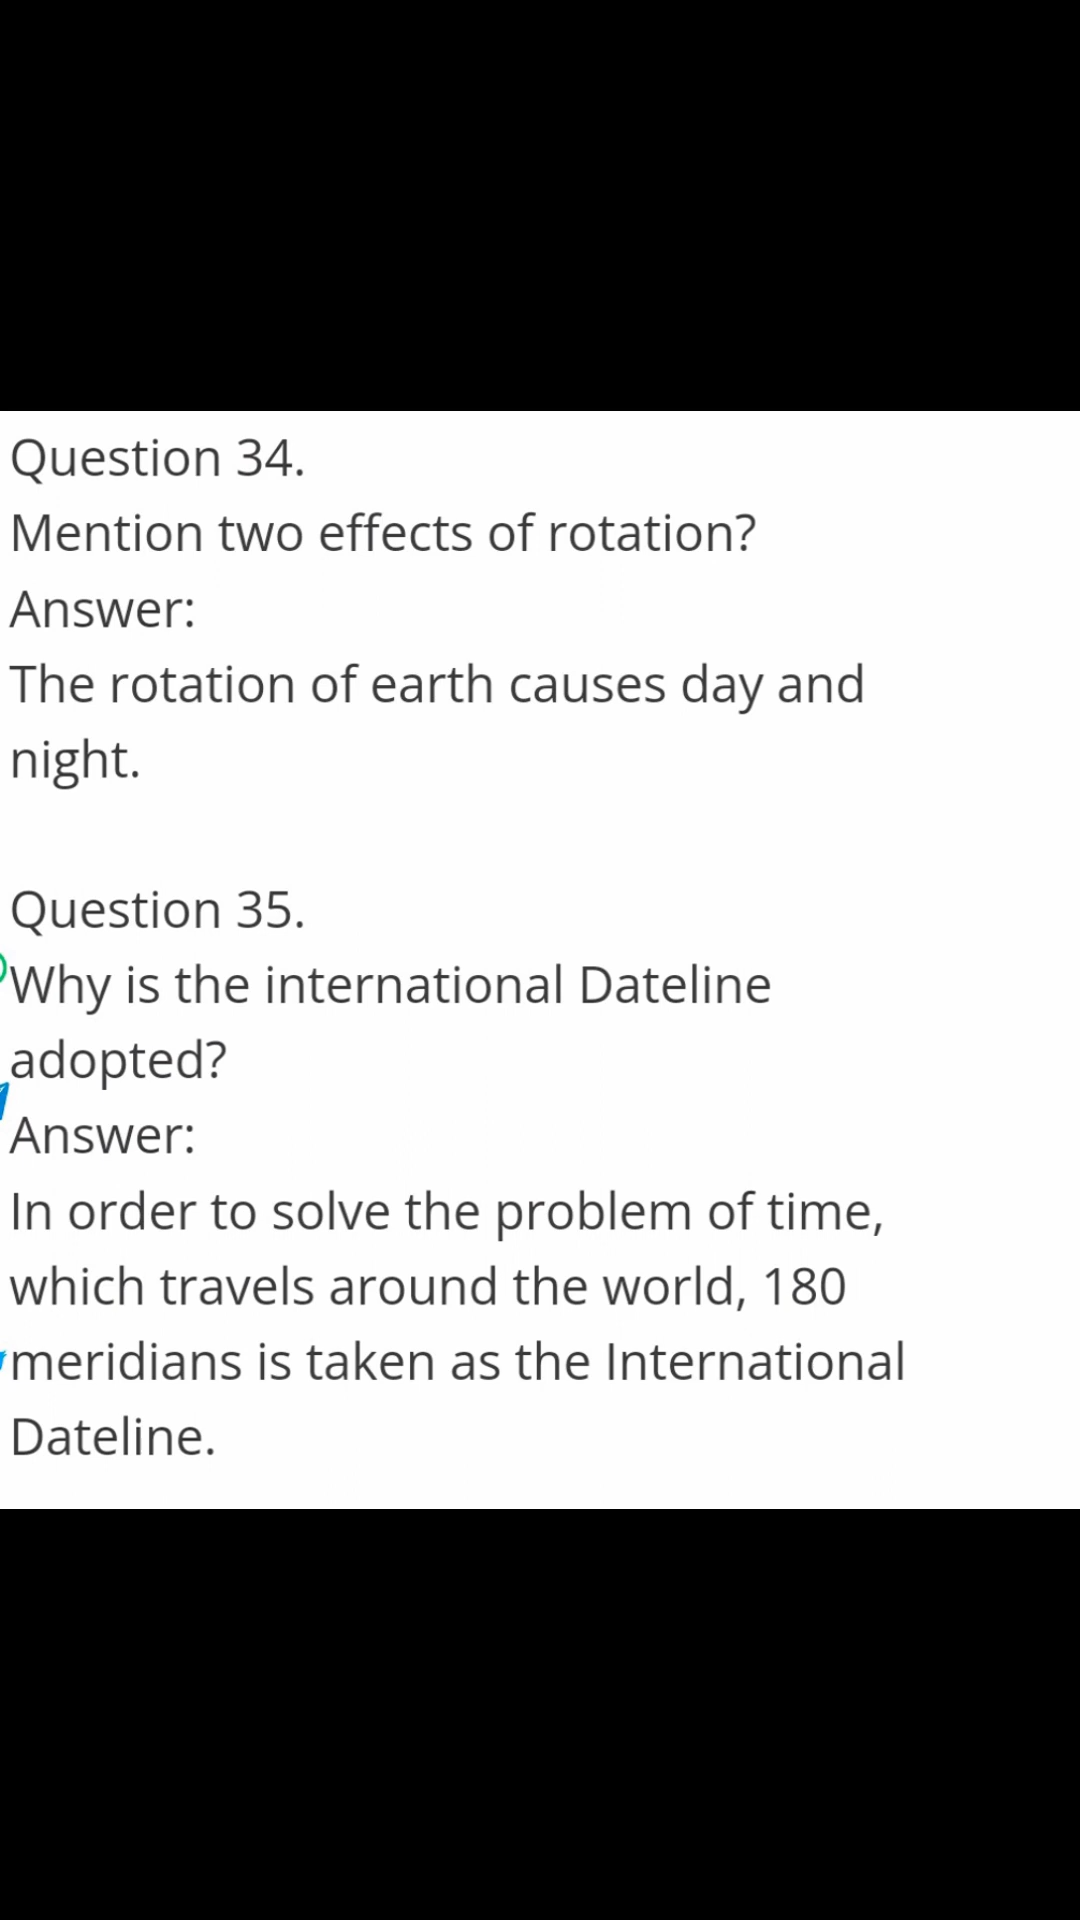 Question 34.
Mention two effects of rotation?
Answer:
The rotation of earth causes day and
night.
Question 35.
Why is the international Dateline
adopted?
Answer:
In order to solve the problem of time,
which travels around the world, 180
meridians is taken as the International
Dateline.